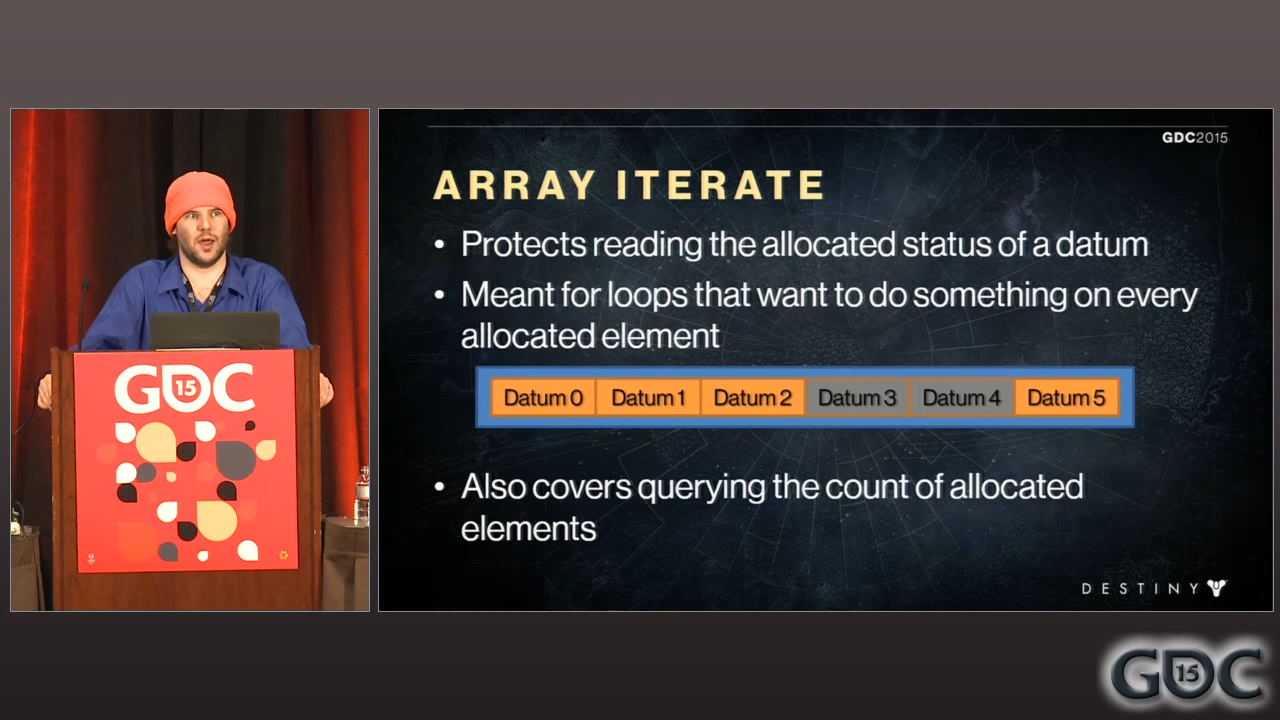 GDC 15
GDC2015
ARRAY ITERATE
• Protects reading the allocated status of a datum
• Meant for loops that want to do something on every
allocated element
Datum 0 Datum 1 Datum 2 Datum 3 Datum 4 Datum 5
• Also covers querying the count of allocated
elements
DESTINY
GDC 15